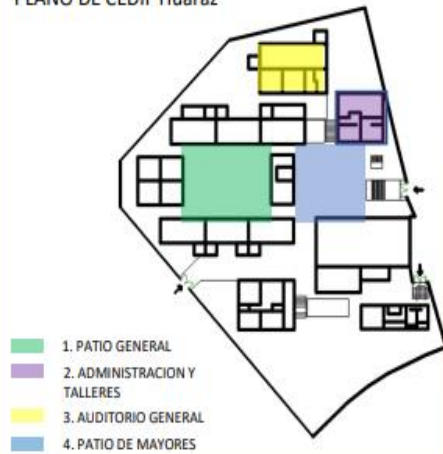 PLANO DE CEDIF Huaraz
1. PATIO GENERAL
2. ADMINISTRACION Y
TALLERES
3. AUDITORIO GENERAL
4. PATIO DE MAYORES